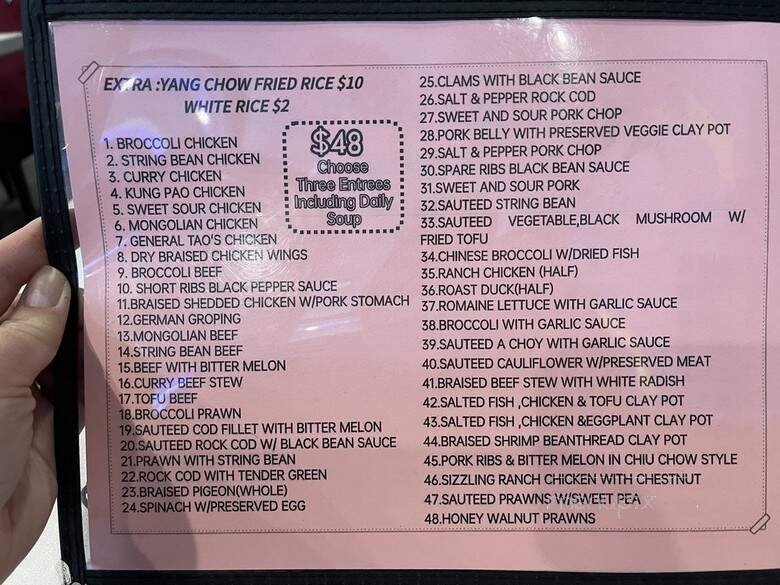 EXTRA :YANG CHOW FRIED RICE $10
WHITE RICE $2
$48
Choose
Three Entrees
Including Daily
Soup
1. BROCCOLI CHICKEN
2. STRING BEAN CHICKEN
3. CURRY CHICKEN
4. KUNG PAO CHICKEN
5. SWEET SOUR CHICKEN
6. MONGOLIAN CHICKEN
7. GENERAL TAO'S CHICKEN
8. DRY BRAISED CHICKEN WINGS
9. BROCCOLI BEEF
10. SHORT RIBS BLACK PEPPER SAUCE
11.BRAISED SHEDDED CHICKEN W/PORK STOMACH
12.GERMAN GROPING
13.MONGOLIAN BEEF
14.STRING BEAN BEEF
15.BEEF WITH BITTER MELON
16.CURRY BEEF STEW
17.TOFU BEEF
18.BROCCOLI PRAWN
19.SAUTEED COD FILLET WITH BITTER MELON
20.SAUTEED ROCK COD W/ BLACK BEAN SAUCE
21.PRAWN WITH STRING BEAN
22.ROCK COD WITH TENDER GREEN
23.BRAISED PIGEON(WHOLE)
24.SPINACH W/PRESERVED EGG
25.CLAMS WITH BLACK BEAN SAUCE
26.SALT & PEPPER ROCK COD
27.SWEET AND SOUR PORK CHOP
28.PORK BELLY WITH PRESERVED VEGGIE CLAY POT
29.SALT & PEPPER PORK CHOP
30.SPARE RIBS BLACK BEAN SAUCE
31.SWEET AND SOUR PORK
32.SAUTEED STRING BEAN
33.SAUTEED VEGETABLE,BLACK MUSHROOM W/
FRIED TOFU
34.CHINESE BROCCOLI W/DRIED FISH
35.RANCH CHICKEN (HALF)
36.ROAST DUCK(HALF)
37.ROMAINE LETTUCE WITH GARLIC SAUCE
38.BROCCOLI WITH GARLIC SAUCE
39.SAUTEED A CHOY WITH GARLIC SAUCE
40.SAUTEED CAULIFLOWER W/PRESERVED MEAT
41.BRAISED BEEF STEW WITH WHITE RADISH
42.SALTED FISH ,CHICKEN & TOFU CLAY POT
43.SALTED FISH ,CHICKEN &EGGPLANT CLAY POT
44.BRAISED SHRIMP BEANTHREAD CLAY POT
45.PORK RIBS & BITTER MELON IN CHIU CHOW STYLE
46.SIZZLING RANCH CHICKEN WITH CHESTNUT
47.SAUTEED PRAWNS W/SWEET PEA
48.HONEY WALNUT PRAWNS